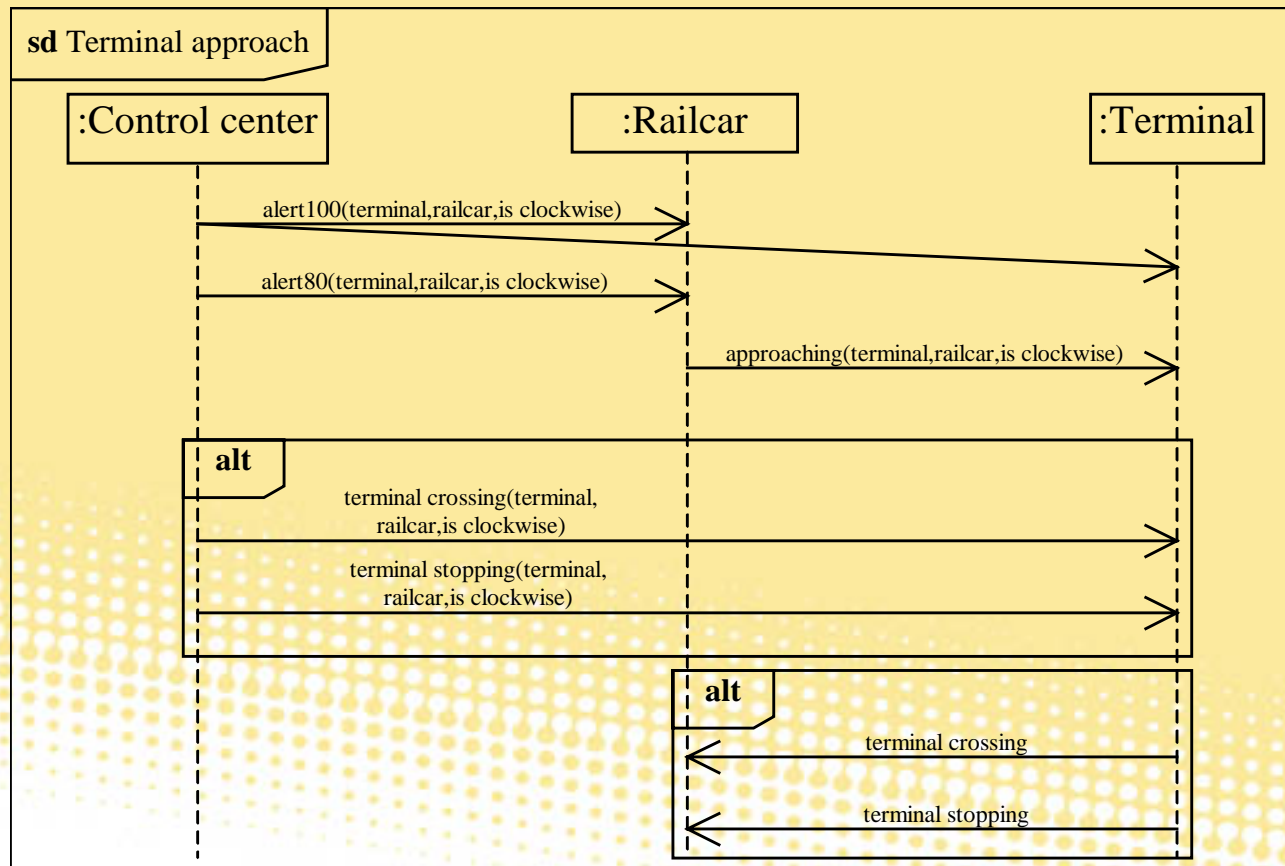 sd Terminal approach
:Control center
:Railcar
:Terminal
alert100(terminal,railcar,is clockwise)
alert80(terminal,railcar,is clockwise)
approaching(terminal,railcar,is clockwise)
alt
terminal crossing(terminal,
railcar,is clockwise)
terminal stopping(terminal,
railcar,is clockwise)
alt
terminal crossing
terminal stopping